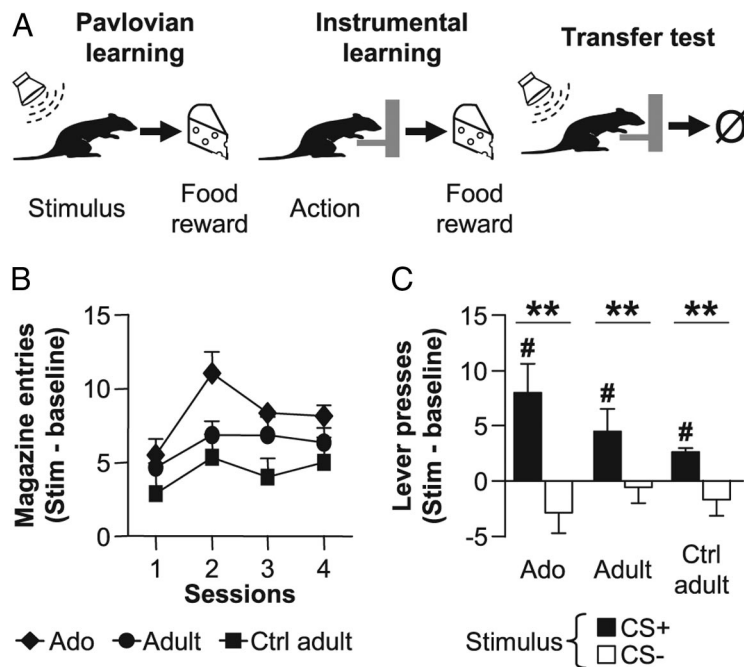 A
Pavlovian
learning
Instrumental
learning
Transfer test
Stimulus
Food
reward
Action
Food
reward
Ø
B
Magazine entries
(Stim - baseline)
15
10
5
0
1 2 3 4
Sessions
Ado Adult Ctrl adult
C
Lever presses
(Stim - baseline)
15
10
5
0
-5
** ** **
# # #
Ado Adult Ctrl
adult
Stimulus { CS+
CS-